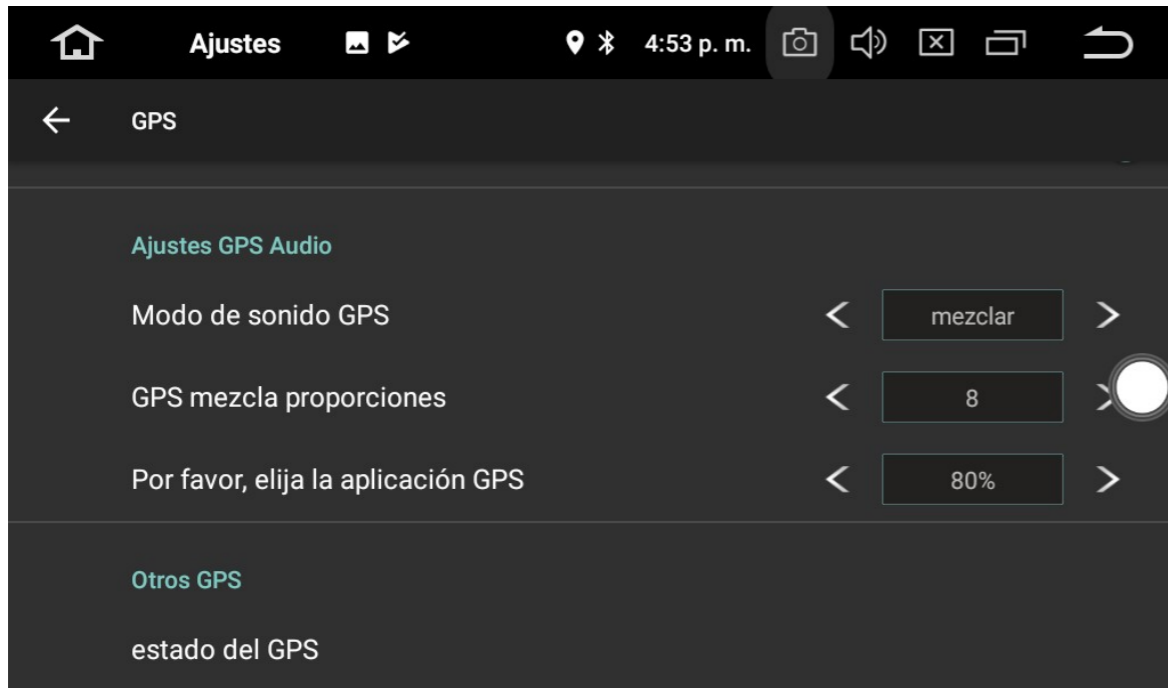 Ajustes
4:53 p. m.
GPS
Ajustes GPS Audio
Modo de sonido GPS
mezclar
GPS mezcla proporciones
8
Por favor, elija la aplicación GPS
80%
Otros GPS
estado del GPS